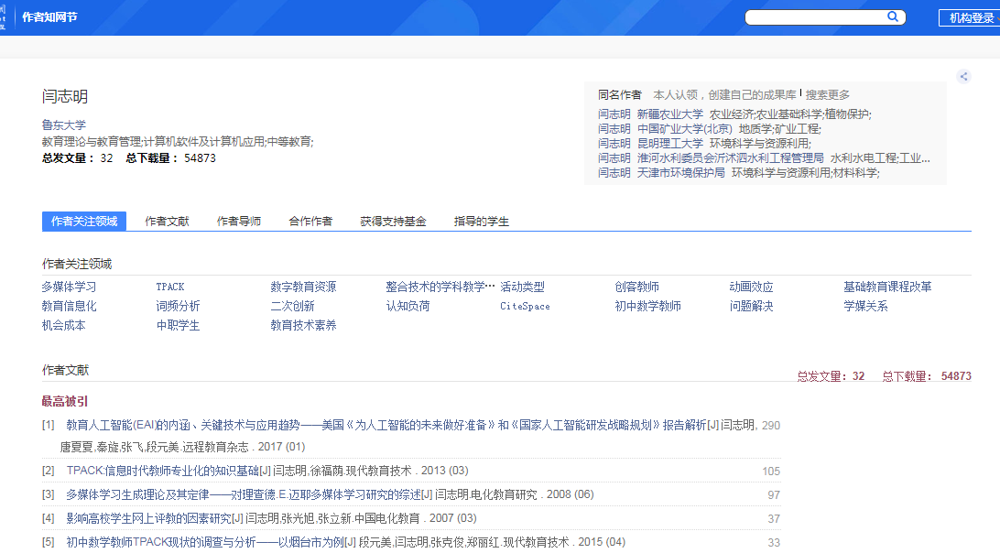 作者知网节
机构登录
闫志明
鲁东大学
教育理论与教育管理;计算机软件及计算机应用;中等教育;
总发文量： 32 总下载量： 54873
同名作者 本人认领，创建自己的成果库 | 搜索更多
闫志明 新疆农业大学 农业经济;农业基础科学;植物保护;
闫志明 中国矿业大学(北京) 地质学;矿业工程;
闫志明 昆明理工大学 环境科学与资源利用;
闫志明 淮河水利委员会沂沭泗水利工程管理局 水利水电工程;工业...
闫志明 天津市环境保护局 环境科学与资源利用;材料科学;
作者关注领域 作者文献 作者导师 合作作者 获得支持基金 指导的学生
作者关注领域
多媒体学习 TPACK 数字教育资源 整合技术的学科教学… 活动类型 创客教师 动画效应 基础教育课程改革
教育信息化 词频分析 二次创新 认知负荷 CiteSpace 初中数学教师 问题解决 学媒关系
机会成本 中职学生 教育技术素养
作者文献
总发文量：32 总下载量： 54873
最高被引
[1] 教育人工智能(EAI)的内涵、关键技术与应用趋势——美国《为人工智能的未来做好准备》和《国家人工智能研发战略规划》报告解析[J] 闫志明, 290
唐夏夏,秦旋,张飞,段元美.远程教育杂志 . 2017 (01)
[2] TPACK:信息时代教师专业化的知识基础[J] 闫志明,徐福荫.现代教育技术 . 2013 (03) 105
[3] 多媒体学习生成理论及其定律——对理查德.E.迈耶多媒体学习研究的综述[J] 闫志明.电化教育研究 . 2008 (06) 97
[4] 影响高校学生网上评教的因素研究[J] 闫志明,张光旭,张立新.中国电化教育 . 2007 (03) 37
[5] 初中数学教师TPACK现状的调查与分析——以烟台市为例[J] 段元美,闫志明,张克俊,郑丽红.现代教育技术 . 2015 (04) 33